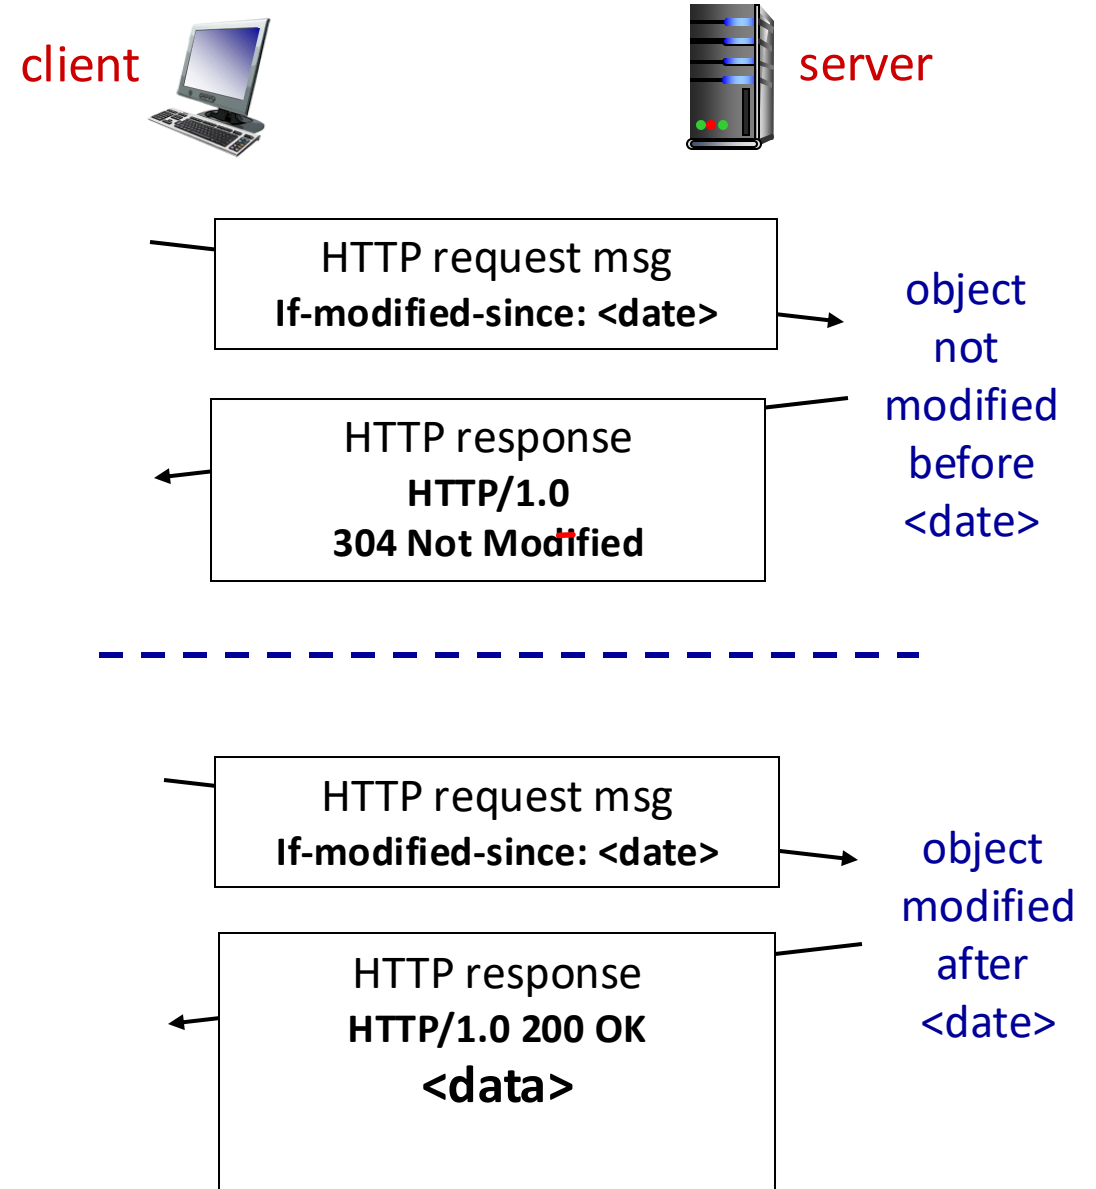 client
server
HTTP request msg
If-modified-since: <date>
object
not
modified
before
<date>
HTTP response
HTTP/1.0
304 Not Modified
HTTP request msg
If-modified-since: <date>
object
modified
after
<date>
HTTP response
HTTP/1.0 200 OK
<data>